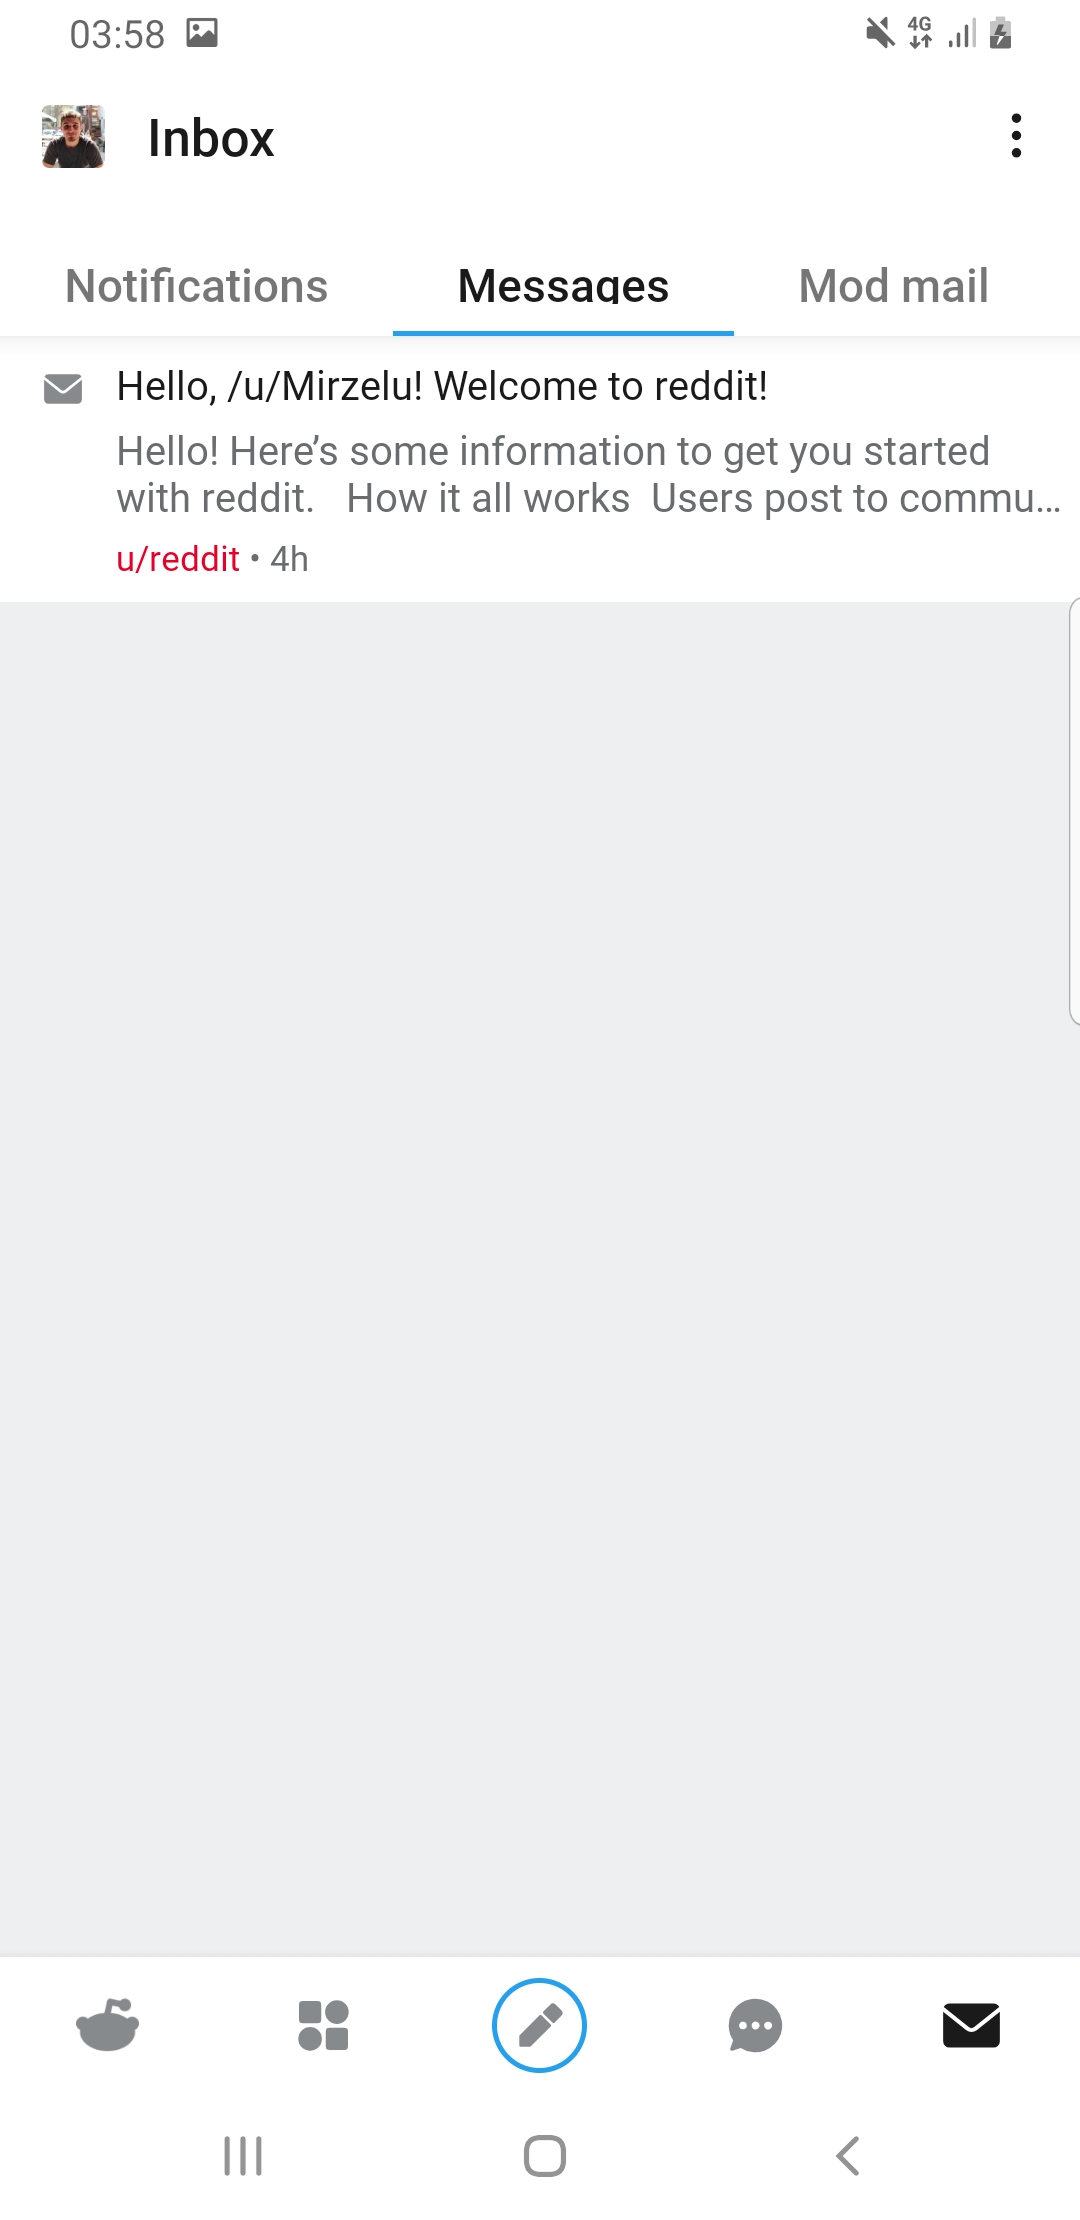 03:58
4G
Inbox
Notifications
Messages
Mod mail
Hello, /u/Mirzelu! Welcome to reddit!
Hello! Here’s some information to get you started
with reddit.   How it all works  Users post to commu…
u/reddit • 4h